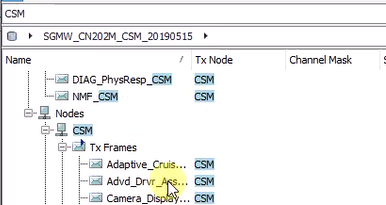 CSM
SGMW_CN202M_CSM_20190515
Name Tx Node Channel Mask
DIAG_PhysResp_CSM CSM
NMF_CSM CSM
Nodes
CSM
Tx Frames
Adaptive_Cruis... CSM
Advd_Drvr_Ass... CSM
Camera_Display... CSM